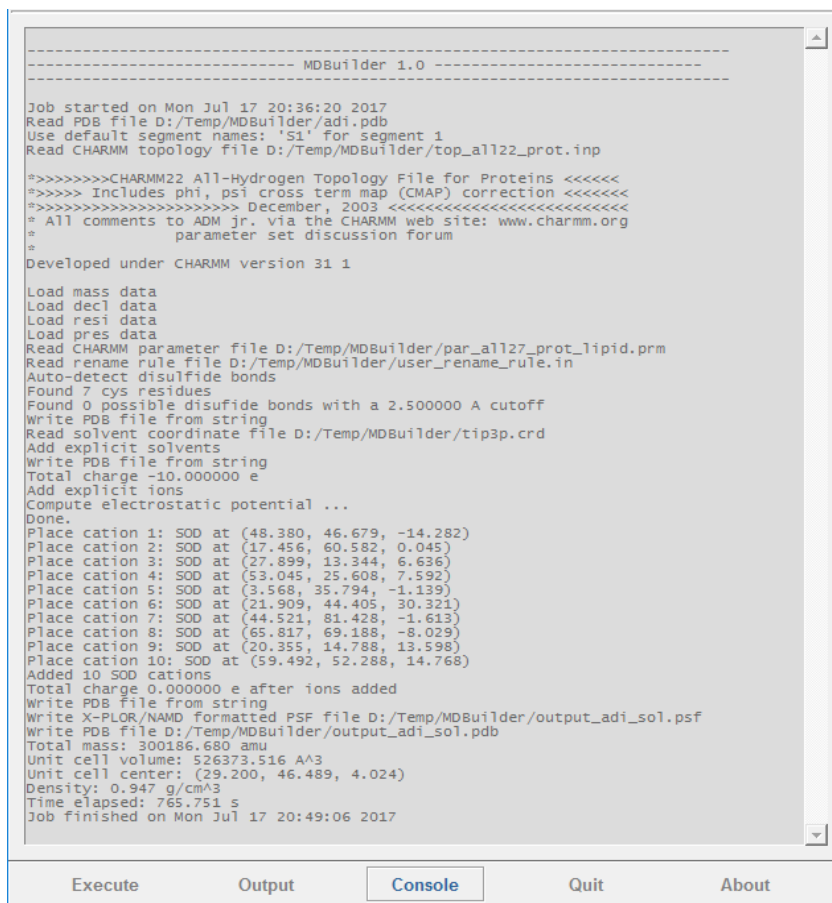 --------------------------------------------------------------------------------
----------------------------- MDBuilder 1.0 -----------------------------
--------------------------------------------------------------------------------
Job started on Mon Jul 17 20:36:20 2017
Read PDB file D:/Temp/MDBuilder/adi.pdb
Use default segment names: 'S1' for segment 1
Read CHARMM topology file D:/Temp/MDBuilder/top_all22_prot.inp
*>>>>>>>>CHARMM22 All-Hydrogen Topology File for Proteins <<<<<<
*>>>>> Includes phi, psi cross term map (CMAP) correction <<<<<<<
*>>>>>>>>>>>>>>>>>>>>>> December, 2003 <<<<<<<<<<<<<<<<<<<<<<<<<<
* All comments to ADM jr. via the CHARMM web site: www.charmm.org
* parameter set discussion forum
*
Developed under CHARMM version 31 1
Load mass data
Load decl data
Load resi data
Load pres data
Read CHARMM parameter file D:/Temp/MDBuilder/par_all27_prot_lipid.prm
Read rename rule file D:/Temp/MDBuilder/user_rename_rule.in
Auto-detect disulfide bonds
Found 7 cys residues
Found 0 possible disufide bonds with a 2.500000 A cutoff
Write PDB file from string
Read solvent coordinate file D:/Temp/MDBuilder/tip3p.crd
Add explicit solvents
Write PDB file from string
Total charge -10.000000 e
Add explicit ions
Compute electrostatic potential ...
Done.
Place cation 1: SOD at (48.380, 46.679, -14.282)
Place cation 2: SOD at (17.456, 60.582, 0.045)
Place cation 3: SOD at (27.899, 13.344, 6.636)
Place cation 4: SOD at (53.045, 25.608, 7.592)
Place cation 5: SOD at (3.568, 35.794, -1.139)
Place cation 6: SOD at (21.909, 44.405, 30.321)
Place cation 7: SOD at (44.521, 81.428, -1.613)
Place cation 8: SOD at (65.817, 69.188, -8.029)
Place cation 9: SOD at (20.355, 14.788, 13.598)
Place cation 10: SOD at (59.492, 52.288, 14.768)
Added 10 SOD cations
Total charge 0.000000 e after ions added
Write PDB file from string
Write X-PLOR/NAMD formatted PSF file D:/Temp/MDBuilder/output_adi_sol.psf
Write PDB file D:/Temp/MDBuilder/output_adi_sol.pdb
Total mass: 300186.680 amu
Unit cell volume: 526373.516 A^3
Unit cell center: (29.200, 46.489, 4.024)
Density: 0.947 g/cm^3
Time elapsed: 765.751 s
Job finished on Mon Jul 17 20:49:06 2017
Execute Output Console Quit About